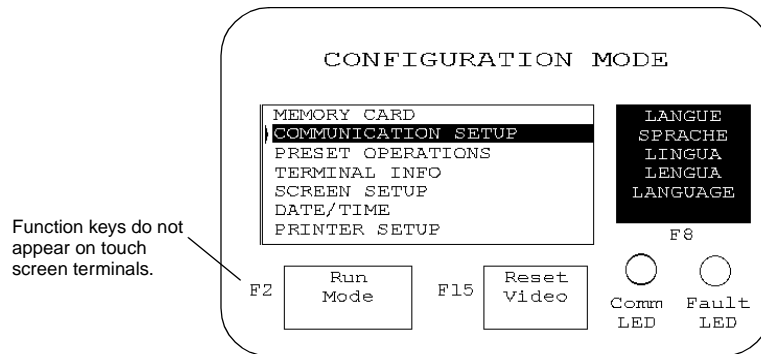 CONFIGURATION MODE
MEMORY CARD
COMMUNICATION SETUP
PRESET OPERATIONS
TERMINAL INFO
SCREEN SETUP
DATE/TIME
PRINTER SETUP
LANGUE
SPRACHE
LINGUA
LENGUA
LANGUAGE
F8
Function keys do not
appear on touch
screen terminals.
F2
Run
Mode
F15
Reset
Video
Comm
LED
Fault
LED